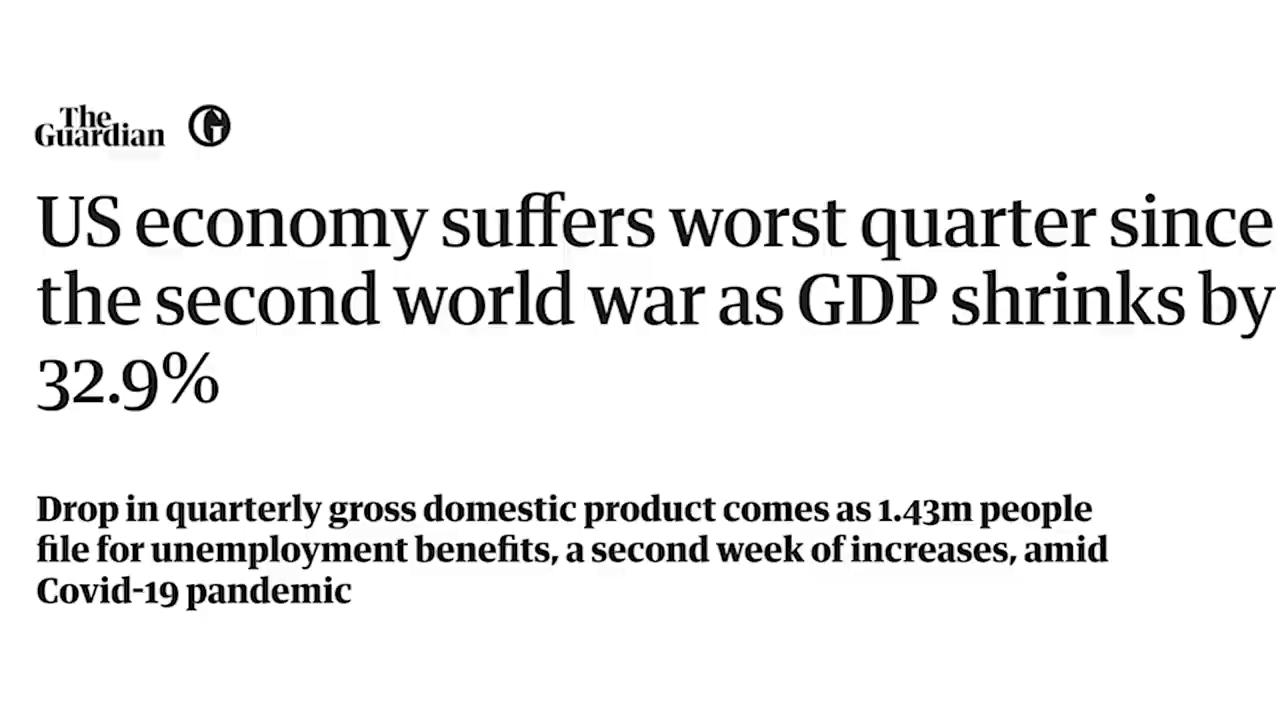 The
Guardian
US economy suffers worst quarter since
the second world war as GDP shrinks by
32.9%
Drop in quarterly gross domestic product comes as 1.43m people
file for unemployment benefits, a second week of increases, amid
Covid-19 pandemic